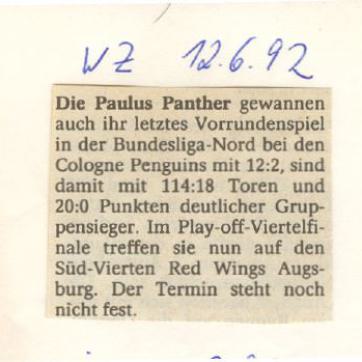 WZ 12.6.92
Die Paulus Panther gewannen
auch ihr letztes Vorrundenspiel
in der Bundesliga-Nord bei den
Cologne Penguins mit 12:2, sind
damit mit 114:18 Toren und
20:0 Punkten deutlicher Grup-
pensieger. Im Play-off-Viertelfi-
nale treffen sie nun auf den
Süd-Vierten Red Wings Augs-
burg. Der Termin steht noch
nicht fest.